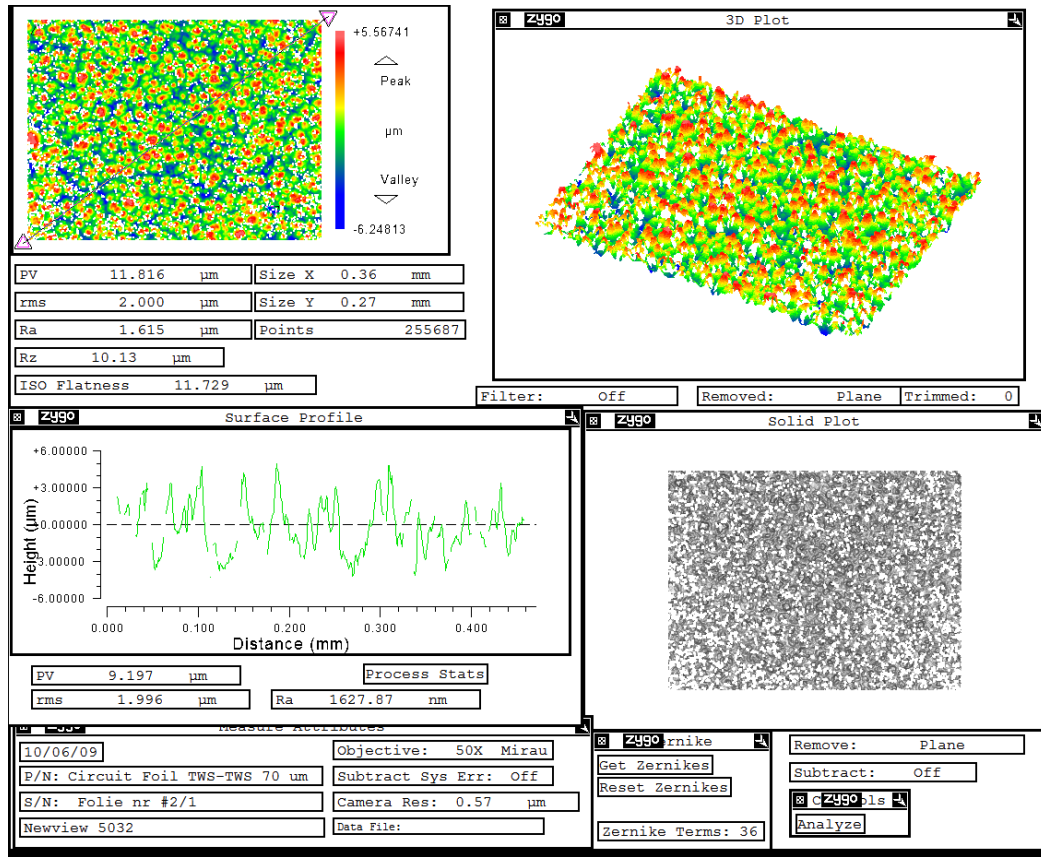 +5.56741
Peak
µm
Valley
-6.24813
PV 11.816 µm
Size X 0.36 mm
rms 2.000 µm
Size Y 0.27 mm
Ra 1.615 µm
Points 255687
Rz 10.13 µm
ISO Flatness 11.729 µm
zygo 3D Plot
Filter: Off
Removed: Plane
Trimmed: 0
zygo Surface Profile
+6.00000
+3.00000
0.00000
3.00000
-6.00000
Height (µm)
0.000 0.100 0.200 0.300 0.400
Distance (mm)
PV 9.197 µm
Process Stats
rms 1.996 µm
Ra 1627.87 nm
zygo Solid Plot
zygo Measure Attributes
10/06/09
Objective: 50X Mirau
P/N: Circuit Foil TWS-TWS 70 um
Subtract Sys Err: Off
S/N: Folie nr #2/1
Camera Res: 0.57 µm
Newview 5032
Data File:
zygo ernike
Get Zernikes
Reset Zernikes
Zernike Terms: 36
Remove: Plane
Subtract: Off
C zygo ols
Analyze